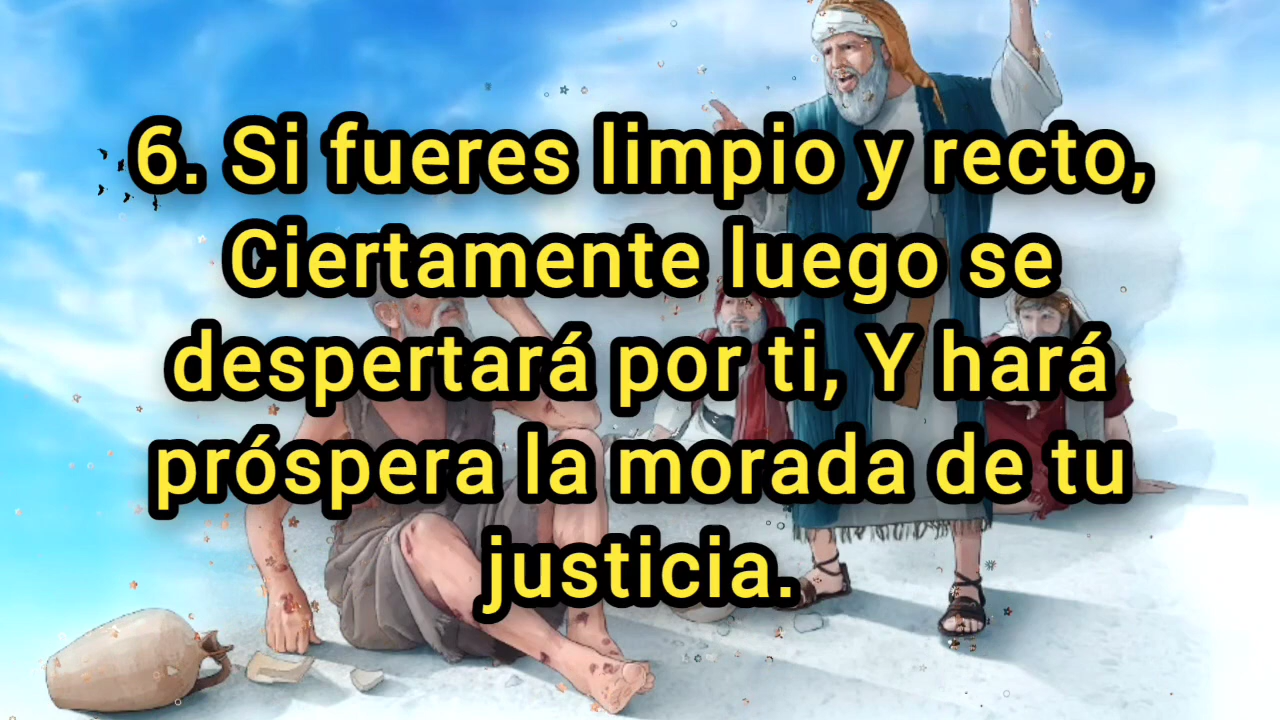 6. Si fueres limpio y recto,
Ciertamente luego se
despertará por ti, Y hará
próspera la morada de tu
justicia.